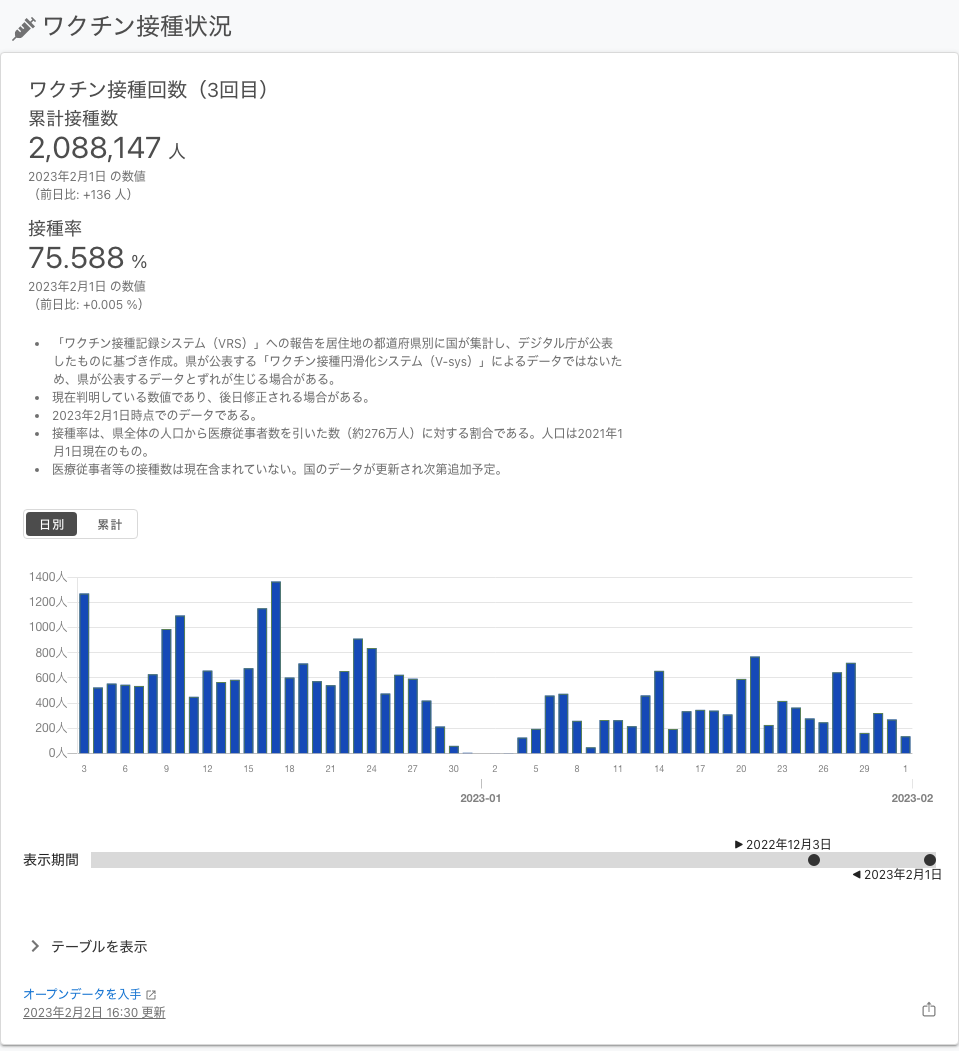 ワクチン接種状況
ワクチン接種回数（3回目）
累計接種数
2,088,147 人
2023年2月1日 の数値
（前日比: +136 人）
接種率
75.588 %
2023年2月1日 の数値
（前日比: +0.005 %）
• 「ワクチン接種記録システム（VRS）」への報告を居住地の都道府県別に国が集計し、デジタル庁が公表
したものに基づき作成。県が公表する「ワクチン接種円滑化システム（V-sys）」によるデータではないた
め、県が公表するデータとずれが生じる場合がある。
• 現在判明している数値であり、後日修正される場合がある。
• 2023年2月1日時点でのデータである。
• 接種率は、県全体の人口から医療従事者数を引いた数（約276万人）に対する割合である。人口は2021年1
月1日現在のもの。
• 医療従事者等の接種数は現在含まれていない。国のデータが更新され次第追加予定。
日別 累計
1400人
1200人
1000人
800人
600人
400人
200人
0人
3 6 9 12 15 18 21 24 27 30 2 5 8 11 14 17 20 23 26 29 1
2023-01 2023-02
▶ 2022年12月3日
表示期間
◀ 2023年2月1日
テーブルを表示
オープンデータを入手
2023年2月2日 16:30 更新